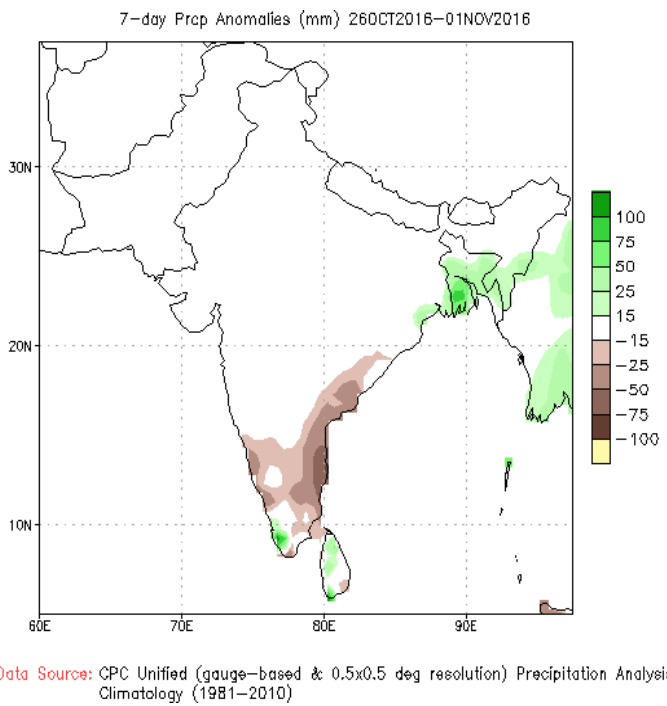 7-day Prcp Anomalies (mm) 26OCT2016-01NOV2016
30N
20N
10N
60E 70E 80E 90E
100
75
50
25
15
-15
-25
-50
-75
-100
Data Source: CPC Unified (gauge-based & 0.5x0.5 deg resolution) Precipitation Analysis
Climatology (1981-2010)